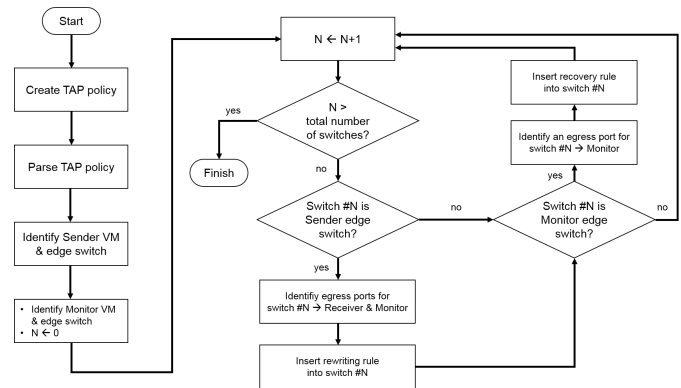 Start
Create TAP policy
Parse TAP policy
Identify Sender VM
& edge switch
• Identify Monitor VM
& edge switch
• N ← 0
N ← N+1
N >
total number
of switches?
yes
Finish
no
Switch #N is
Sender edge
switch?
no
yes
Identifiy egress ports for
switch #N → Receiver & Monitor
Insert rewriting rule
into switch #N
Insert recovery rule
into switch #N
Identify an egress port for
switch #N → Monitor
yes
Switch #N is
Monitor edge
switch?
no